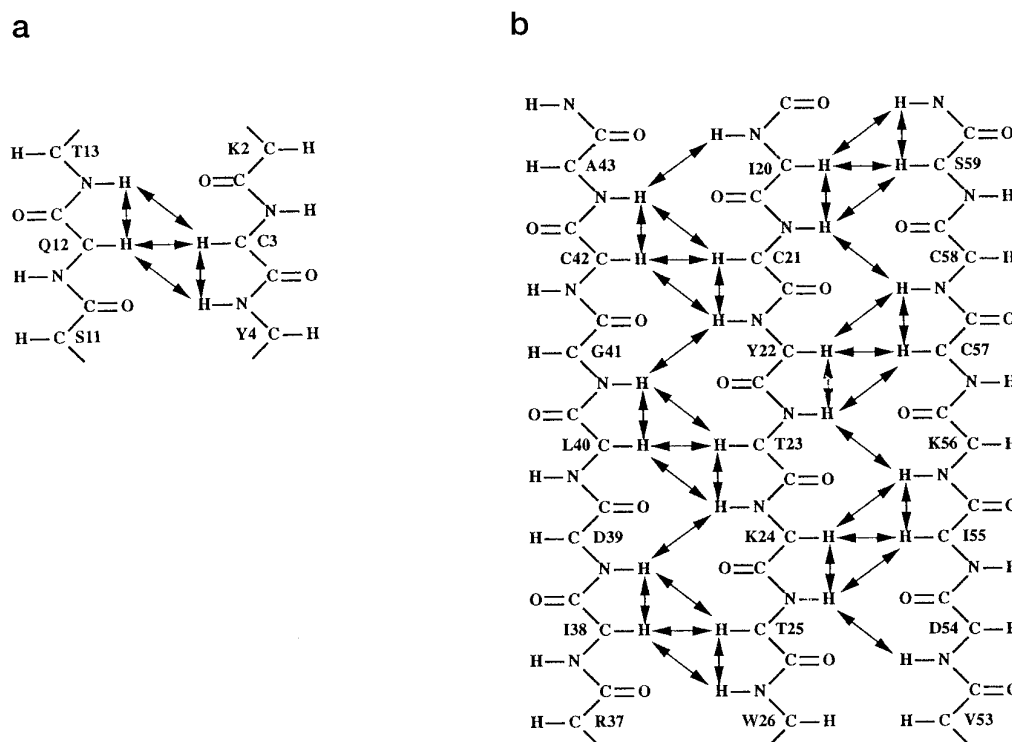 a
K2 C–H
H–C T13
O=C N–H
O=C N–H
Q12 C–H H–C C3
H–N C=O
C=O H–N
H–C S11 Y4 C–H
b
H–N C=O H–N
C=O H–N C=O
H–C A43 I20 C–H H–C S59
N–H O=C N–H
O=C N–H O=C
C42 C–H H–C C21 C58 C–H
H–N C=O H–N
C=O H–N C=O
H–C G41 Y22 C–H H–C C57
N–H O=C N–H
O=C N–H O=C
L40 C–H H–C T23 K56 C–H
H–N C=O H–N
C=O H–N C=O
H–C D39 K24 C–H H–C I55
N–H O=C N–H
O=C N–H O=C
I38 C–H H–C T25 D54 C–H
H–N C=O H–N
C=O H–N C=O
H–C R37 W26 C–H H–C V53